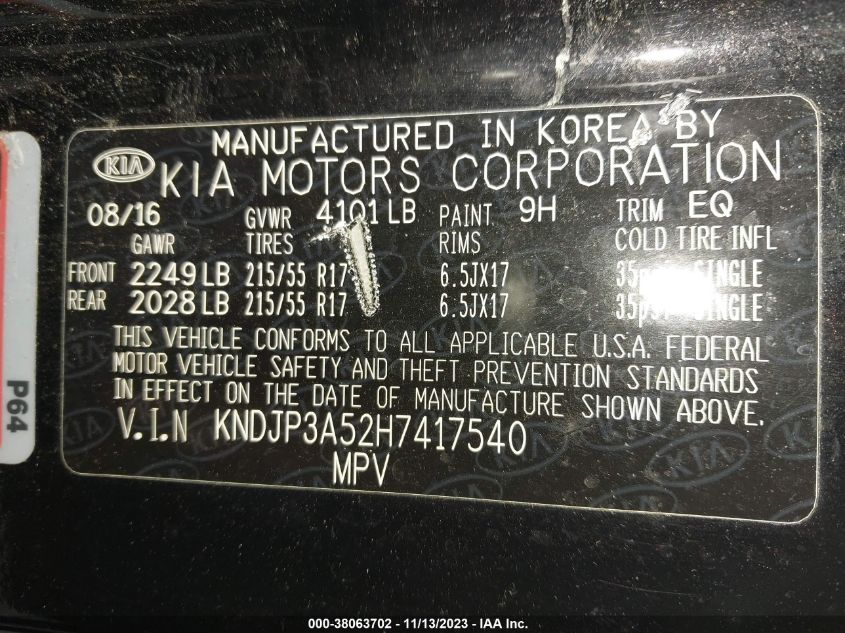 MANUFACTURED IN KOREA BY
KIA KIA MOTORS CORPORATION
08/16 GVWR 4101 LB PAINT 9H TRIM EQ
GAWR TIRES RIMS COLD TIRE INFL
FRONT 2249 LB 215/55 R17 6.5JX17 35psi SINGLE
REAR 2028 LB 215/55 R17 6.5JX17 35psi SINGLE
THIS VEHICLE CONFORMS TO ALL APPLICABLE U.S.A. FEDERAL
MOTOR VEHICLE SAFETY AND THEFT PREVENTION STANDARDS
IN EFFECT ON THE DATE OF MANUFACTURE SHOWN ABOVE.
V.I.N KNDJP3A52H7417540
MPV
P64
000-38063702 - 11/13/2023 - IAA Inc.